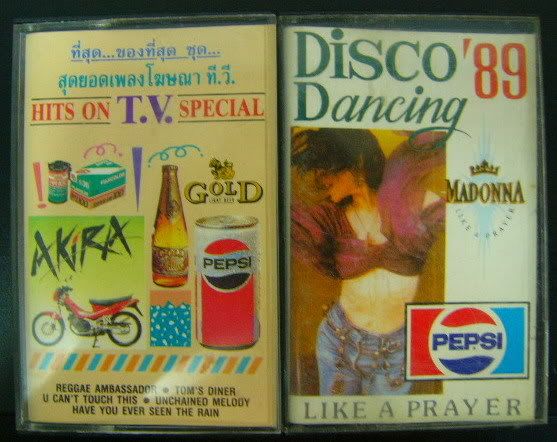 ที่สุด...ของที่สุด ชุด...
สุดยอดเพลงโฆษณา ที.วี.
HITS ON T.V. SPECIAL
GOLD
AKIRA
PEPSI
REGGAE AMBASSADOR • TOM'S DINER
U CAN'T TOUCH THIS • UNCHAINED MELODY
HAVE YOU EVER SEEN THE RAIN
DiSCO '89
Dancing
MADONNA
LIKE A PRAYER
PEPSI
LIKE A PRAYER